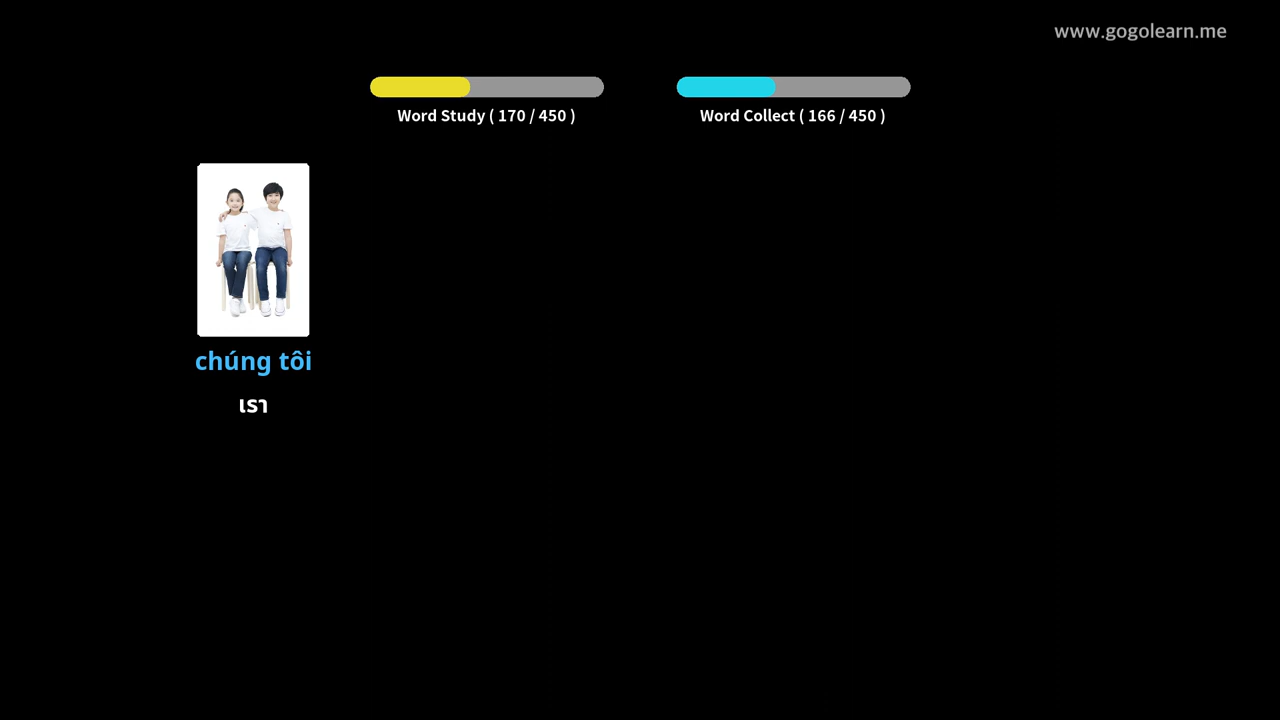 www.gogolearn.me
Word Study ( 170 / 450 )
Word Collect ( 166 / 450 )
chúng tôi
เรา